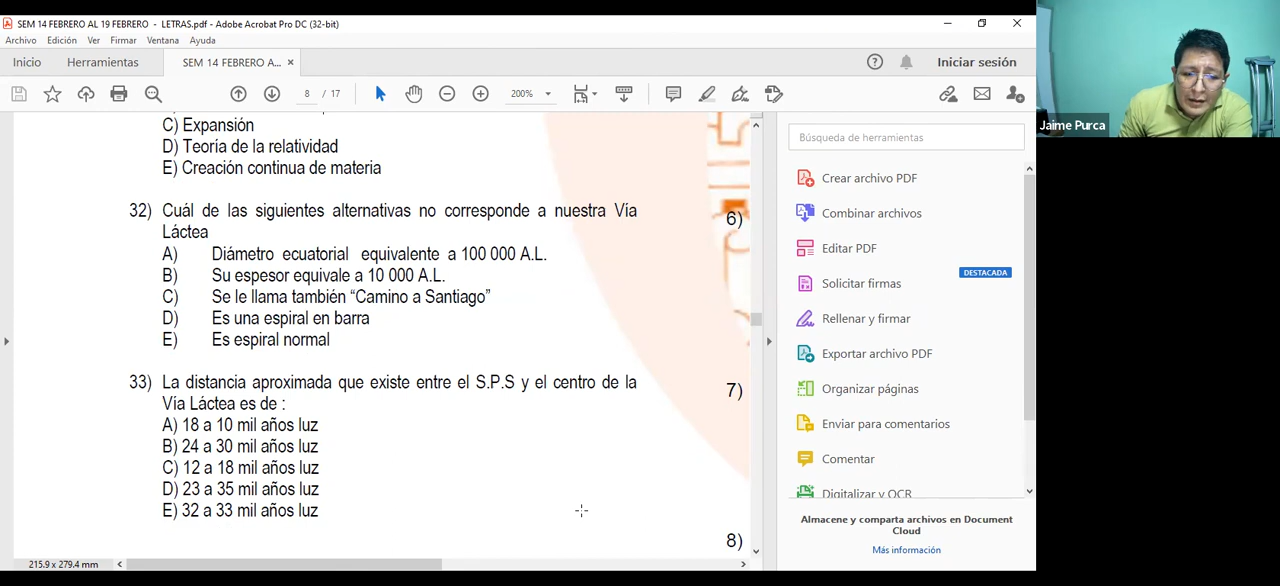 SEM 14 FEBRERO AL 19 FEBRERO - LETRAS.pdf - Adobe Acrobat Pro DC (32-bit)
Archivo Edición Ver Firmar Ventana Ayuda
Inicio Herramientas SEM 14 FEBRERO A... × Iniciar sesión
8 / 17 200%
C) Expansión
D) Teoría de la relatividad
E) Creación continua de materia
32) Cuál de las siguientes alternativas no corresponde a nuestra Vía
Láctea
A) Diámetro ecuatorial equivalente a 100 000 A.L.
B) Su espesor equivale a 10 000 A.L.
C) Se le llama también “Camino a Santiago”
D) Es una espiral en barra
E) Es espiral normal
33) La distancia aproximada que existe entre el S.P.S y el centro de la
Vía Láctea es de :
A) 18 a 10 mil años luz
B) 24 a 30 mil años luz
C) 12 a 18 mil años luz
D) 23 a 35 mil años luz
E) 32 a 33 mil años luz
6)
7)
8)
215.9 x 279.4 mm
Búsqueda de herramientas
Crear archivo PDF
Combinar archivos
Editar PDF
DESTACADA
Solicitar firmas
Rellenar y firmar
Exportar archivo PDF
Organizar páginas
Enviar para comentarios
Comentar
Digitalizar y OCR
Almacene y comparta archivos en Document
Cloud
Más información
Jaime Purca